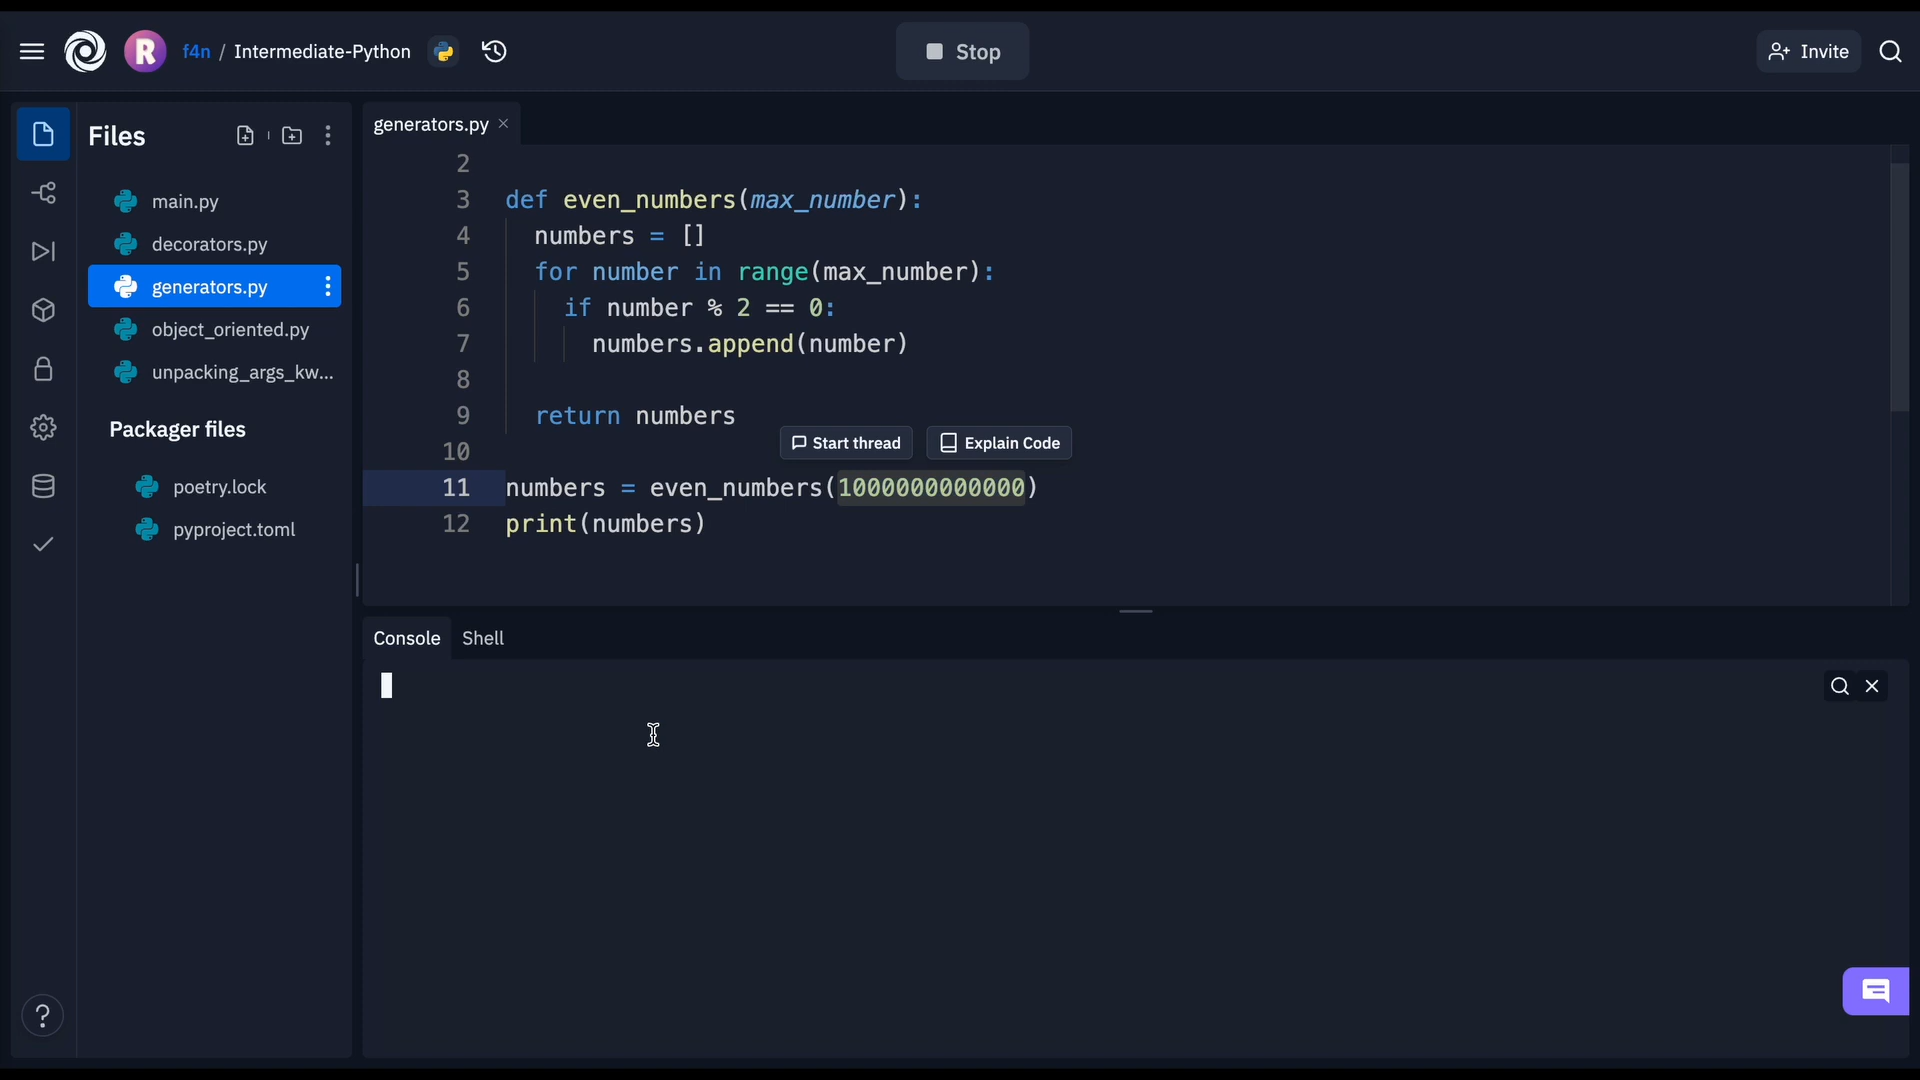 R f4n / Intermediate-Python
Stop
Invite
Files
main.py
decorators.py
generators.py
object_oriented.py
unpacking_args_kw...
Packager files
poetry.lock
pyproject.toml
?
generators.py
2
3 def even_numbers(max_number):
4 numbers = []
5 for number in range(max_number):
6 if number % 2 == 0:
7 numbers.append(number)
8
9 return numbers
Start thread Explain Code
10
11 numbers = even_numbers(1000000000000)
12 print(numbers)
Console Shell